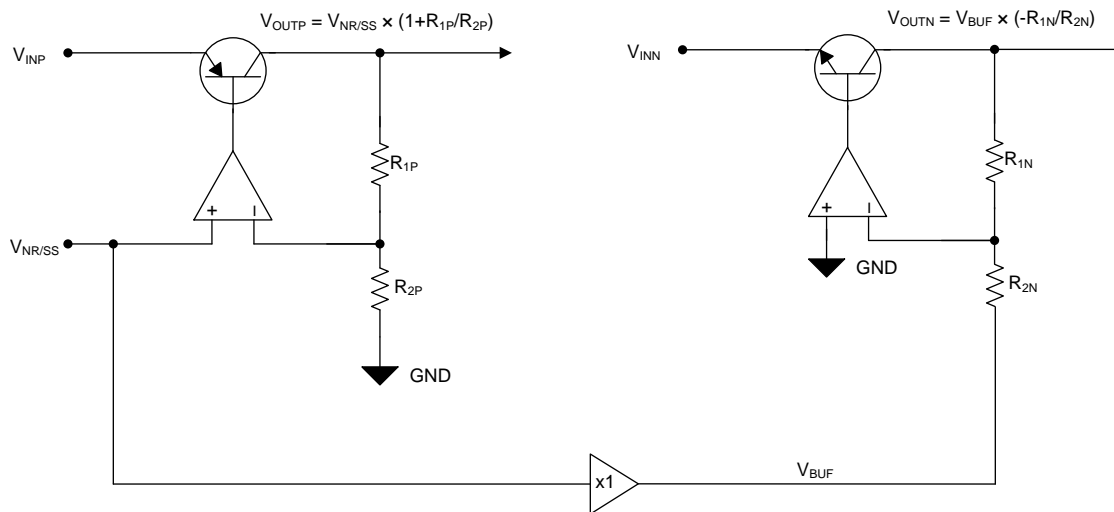 V_OUTP = V_NR/SS × (1+R_1P/R_2P)
V_OUTN = V_BUF × (-R_1N/R_2N)
V_INP
V_INN
R_1P
R_1N
+ –
+ –
V_NR/SS
GND
R_2P
R_2N
GND
x1
V_BUF